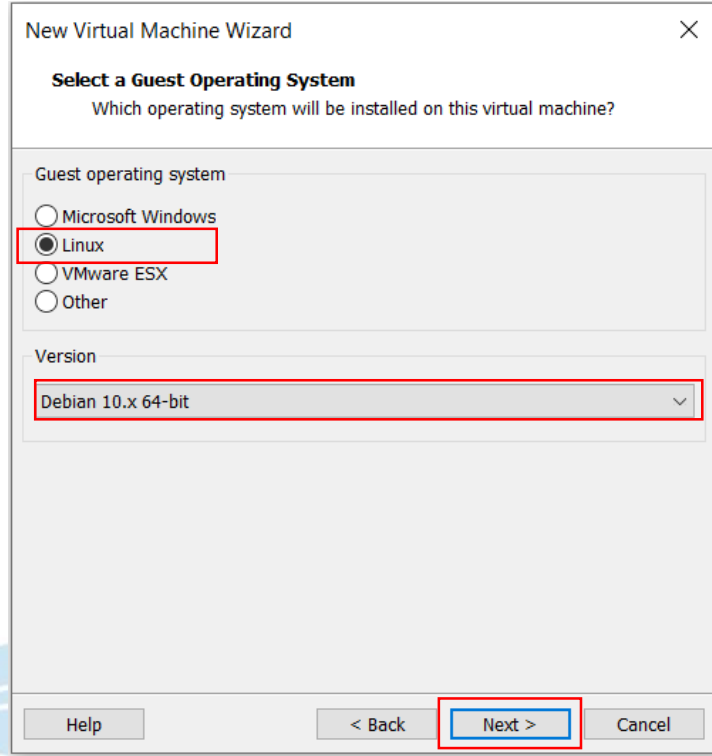 New Virtual Machine Wizard
Select a Guest Operating System
Which operating system will be installed on this virtual machine?
Guest operating system
Microsoft Windows
Linux
VMware ESX
Other
Version
Debian 10.x 64-bit
Help
< Back
Next >
Cancel